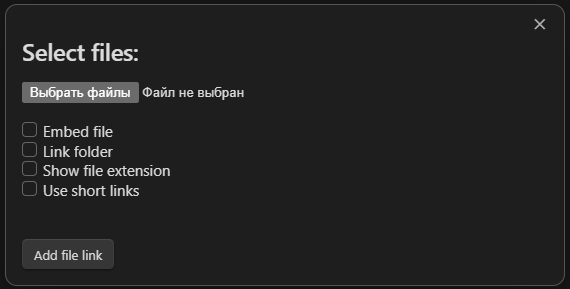 Select files:
Выбрать файлы Файл не выбран
Embed file
Link folder
Show file extension
Use short links
Add file link